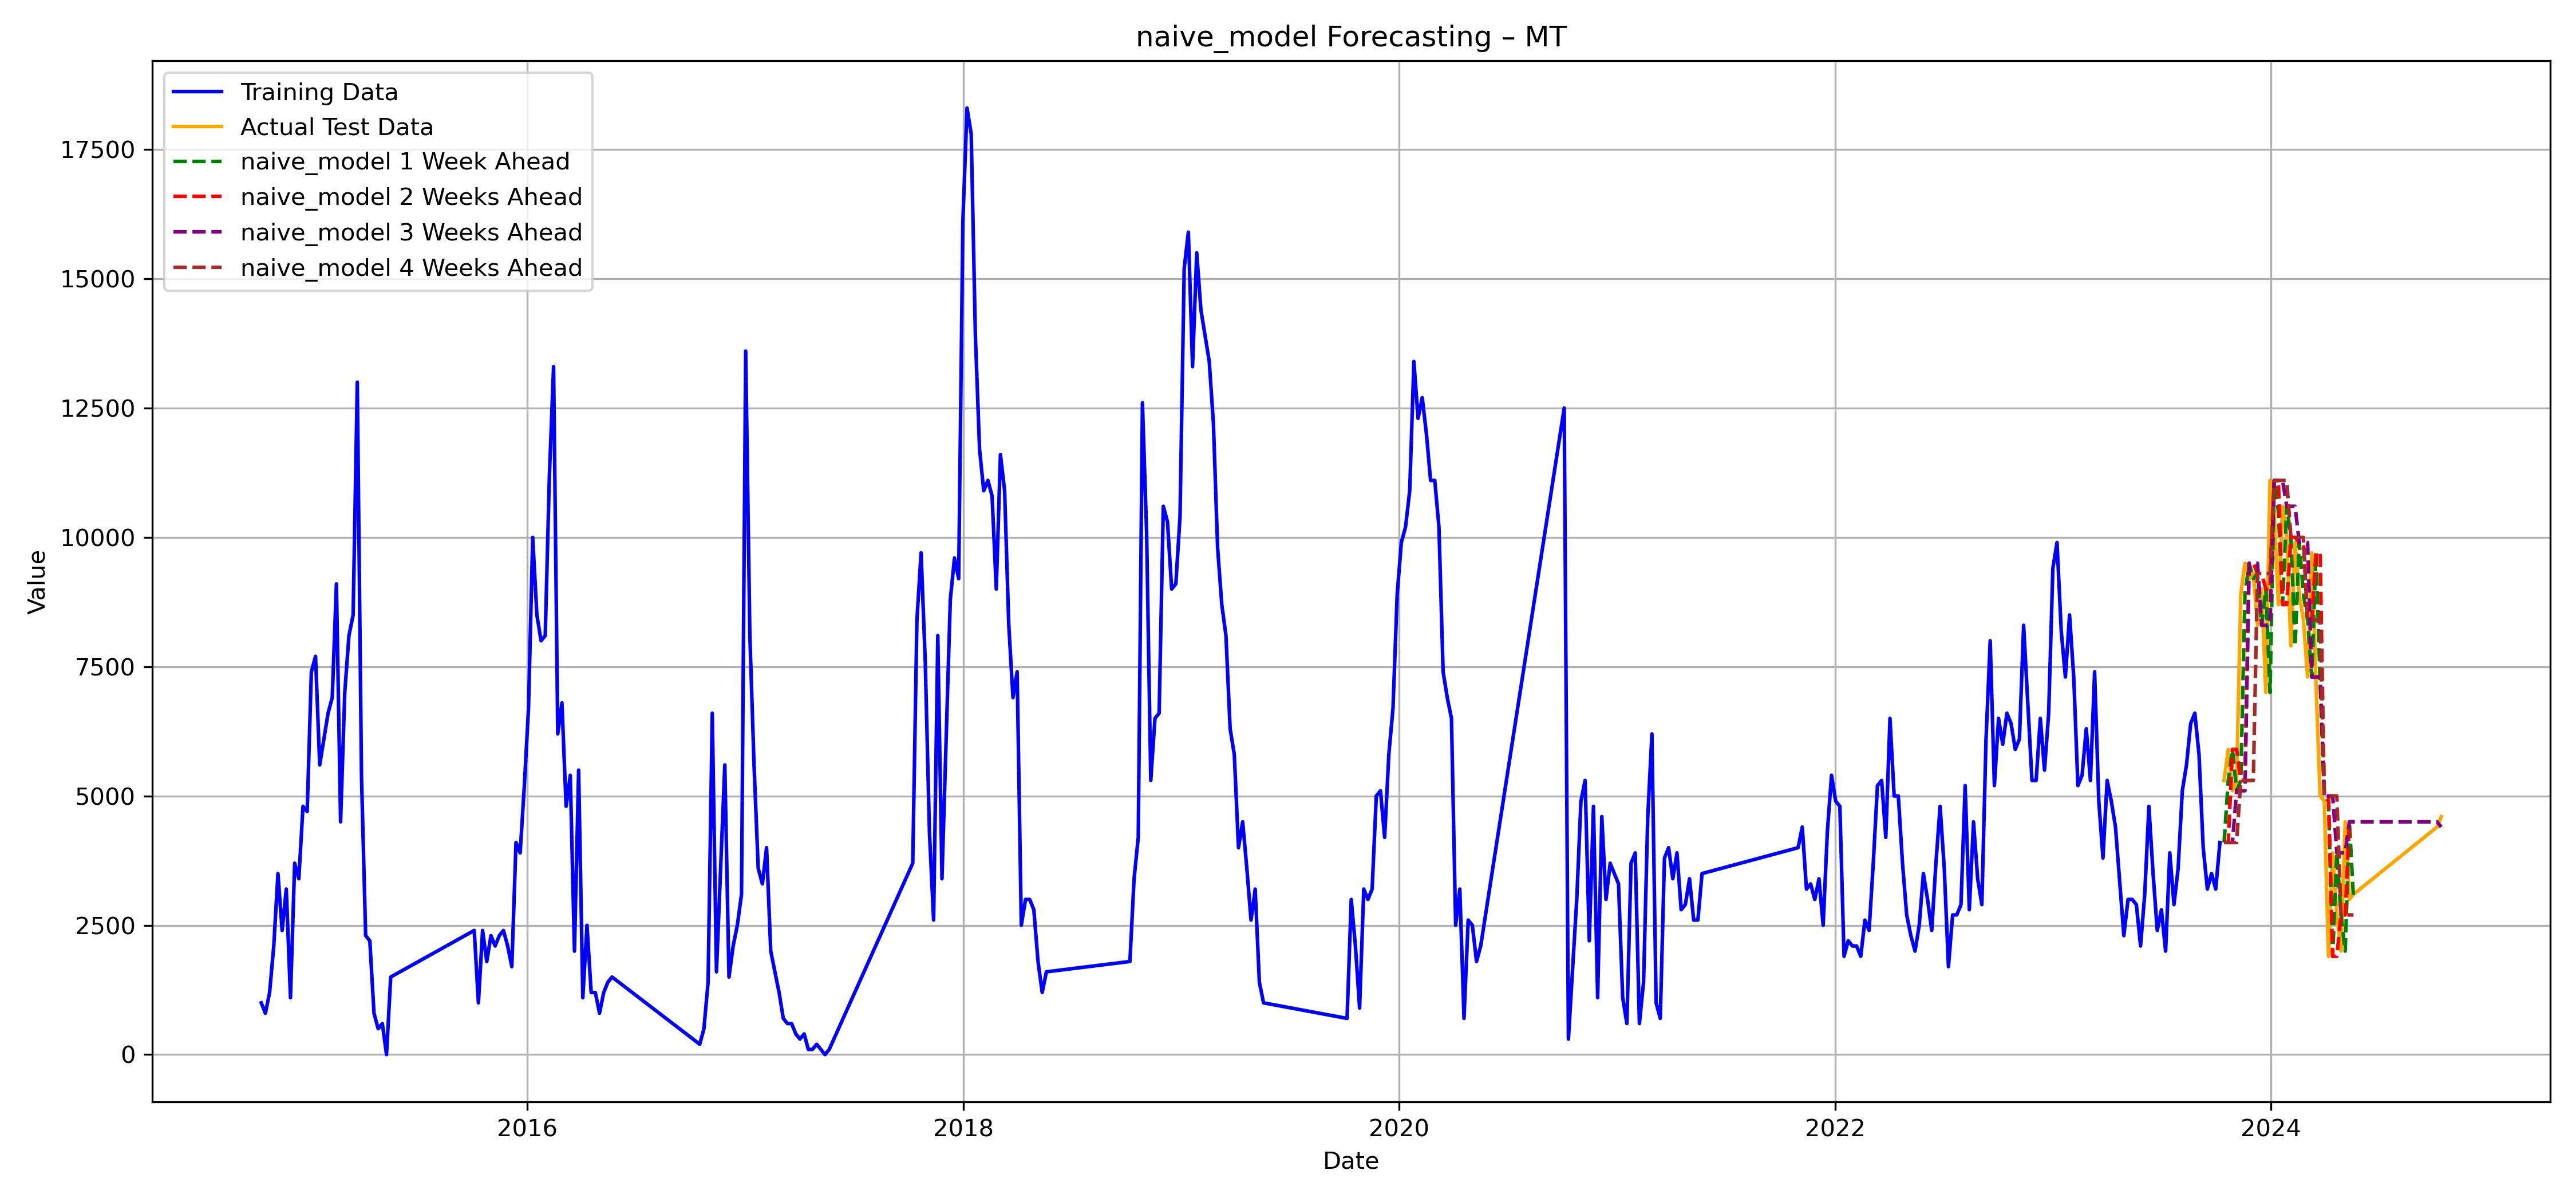 naive_model Forecasting – MT
Training Data
Actual Test Data
naive_model 1 Week Ahead
naive_model 2 Weeks Ahead
naive_model 3 Weeks Ahead
naive_model 4 Weeks Ahead
Value
17500
15000
12500
10000
7500
5000
2500
0
2016
2018
2020
2022
2024
Date